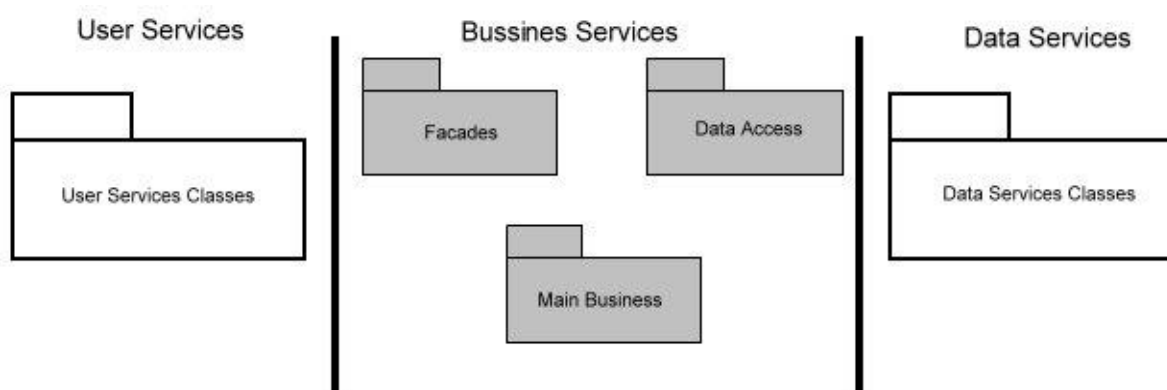 User Services
Bussines Services
Data Services
Facades
Data Access
User Services Classes
Data Services Classes
Main Business